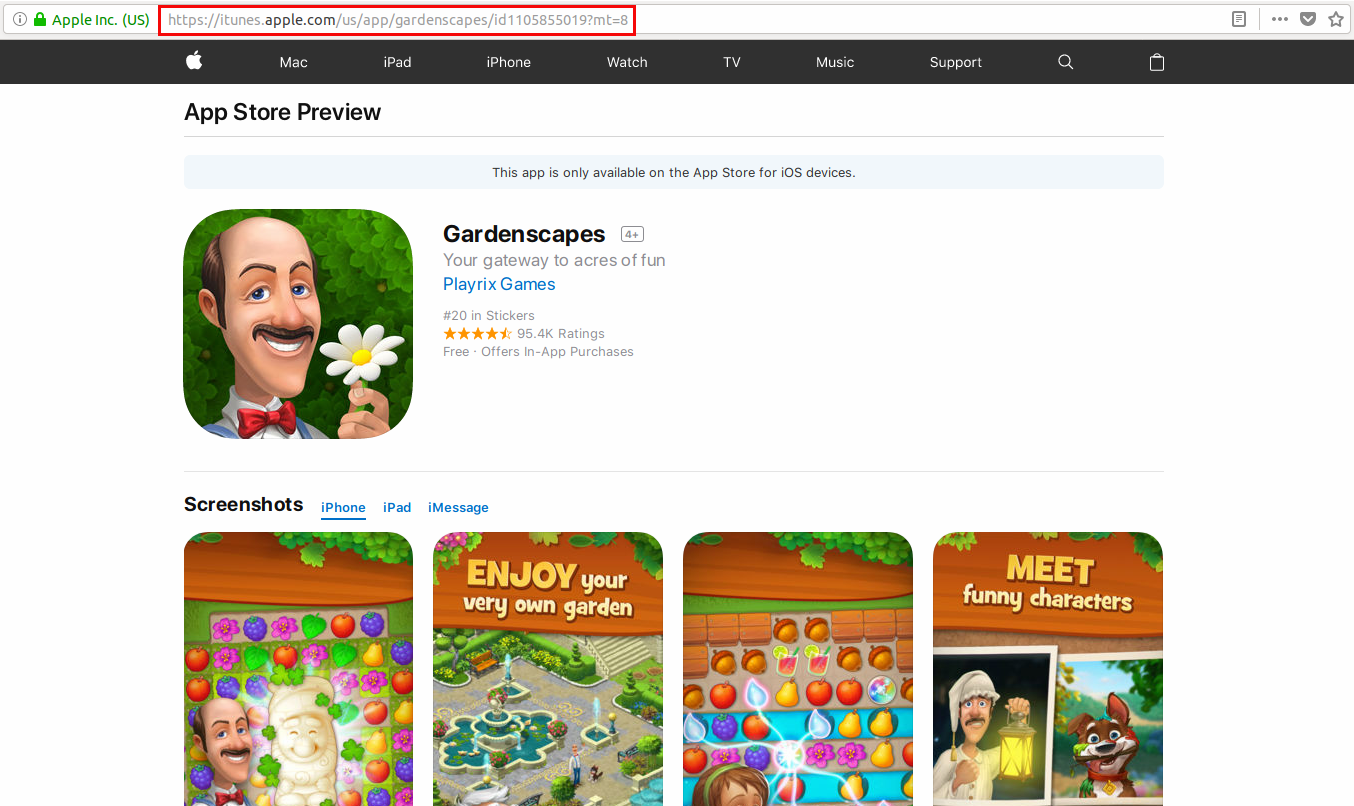 Apple Inc. (US) https://itunes.apple.com/us/app/gardenscapes/id1105855019?mt=8
Mac iPad iPhone Watch TV Music Support
App Store Preview
This app is only available on the App Store for iOS devices.
Gardenscapes 4+
Your gateway to acres of fun
Playrix Games
#20 in Stickers
95.4K Ratings
Free · Offers In-App Purchases
Screenshots iPhone iPad iMessage
ENJOY your
very own garden
MEET
funny characters